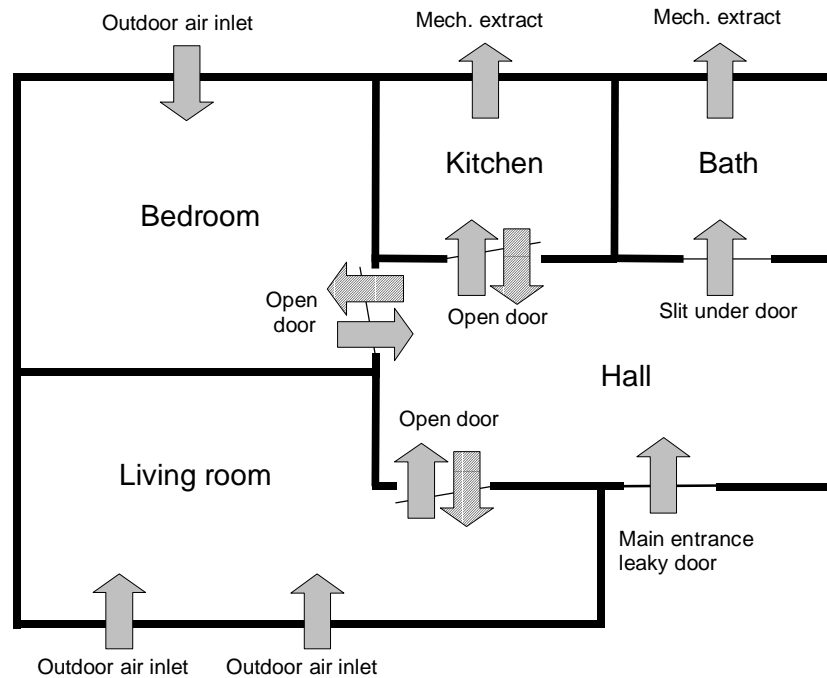 Outdoor air inlet
Mech. extract
Mech. extract
Kitchen
Bath
Bedroom
Open
door
Open door
Slit under door
Hall
Open door
Living room
Main entrance
leaky door
Outdoor air inlet
Outdoor air inlet